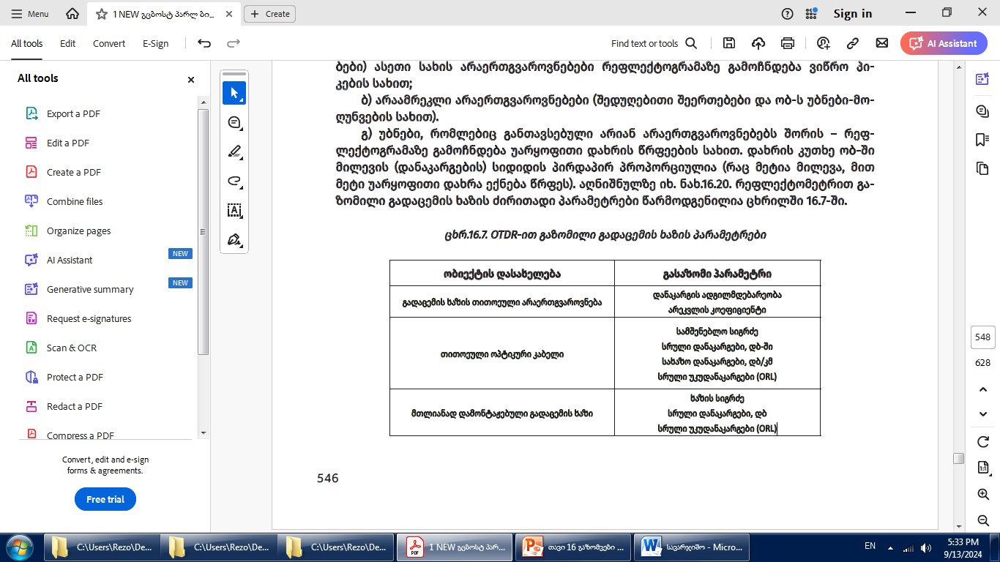 Menu
1 NEW გცბოსტ პარლ ბი...
Create
Sign in
All tools
Edit
Convert
E-Sign
Find text or tools
AI Assistant
All tools
Export a PDF
Edit a PDF
Create a PDF
Combine files
Organize pages
AI Assistant
NEW
Generative summary
NEW
Request e-signatures
Scan & OCR
Protect a PDF
Redact a PDF
Compress a PDF
Convert, edit and e-sign
forms & agreements.
Free trial
ბები) ასეთი სახის არაერთგვაროვნებები რეფლექტოგრამაზე გამოჩნდება ვიწრო პი-
კების სახით;
ბ) არაამრეკლი არაერთგვაროვნებები (შედუღებითი შეერთებები და ობ-ს უბნები-მო-
ღუნვების სახით).
გ) უბნები, რომლებიც განთავსებული არიან არაერთგვაროვნებებს შორის – რეფ-
ლექტოგრამაზე გამოჩნდება უარყოფითი დახრის წრფეების სახით. დახრის კუთხე ობ-ში
მილევის (დანაკარგების) სიდიდის პირდაპირ პროპორციულია (რაც მეტია მილევა, მით
მეტი უარყოფითი დახრა ექნება წრფეს). აღნიშნულზე იხ. ნახ.16.20. რეფლექტომეტრით გა-
ზომილი გადაცემის ხაზის ძირითადი პარამეტრები წარმოდგენილია ცხრილში 16.7-ში.
ცხრ.16.7. OTDR-ით გაზომილი გადაცემის ხაზის პარამეტრები
ობიექტის დასახელება
გასაზომი პარამეტრი
გადაცემის ხაზის თითოეული არაერთგვაროვნება
დანაკარგის ადგილმდებარეობა
არეკვლის კოეფიციენტი
თითოეული ოპტიკური კაბელი
სამშენებლო სიგრძე
სრული დანაკარგები, დბ-ში
სახაზო დანაკარგები, დბ/კმ
სრული უკუდანაკარგები (ORL)
მთლიანად დამონტაჟებული გადაცემის ხაზი
ხაზის სიგრძე
სრული დანაკარგები, დბ
სრული უკუდანაკარგები (ORL)
546
548
628
1:1
C:\Users\Rezo\De...
C:\Users\Rezo\De...
C:\Users\Rezo\De...
1 NEW გცბოსტ პარ...
თავი 16 გაზომვები ...
სავარჯიშო - Micro...
EN
5:33 PM
9/13/2024